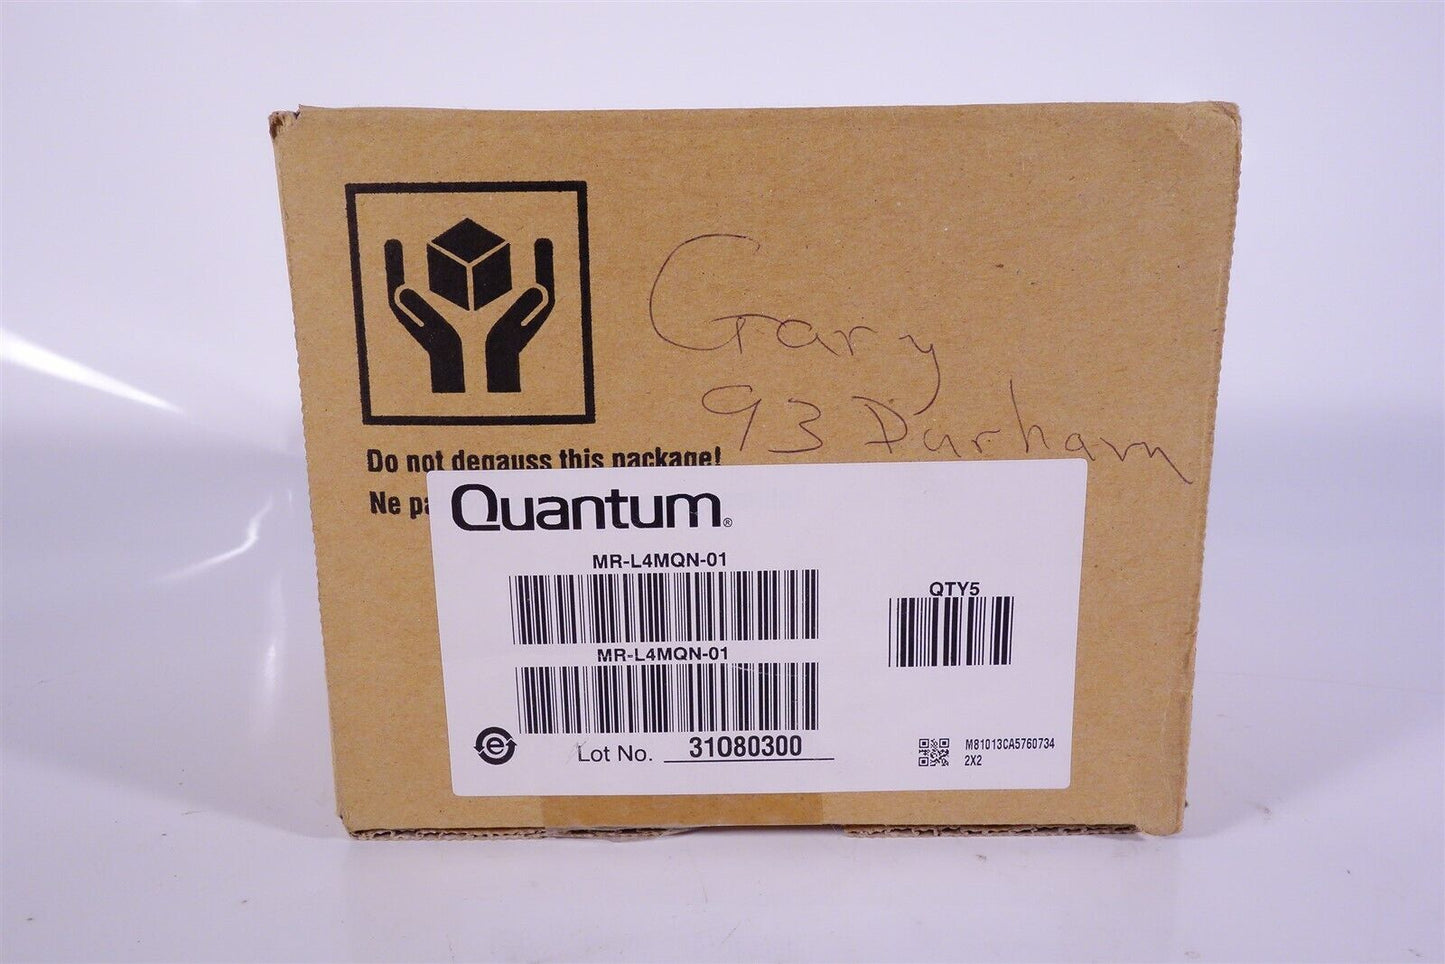 Gary
93 Durham
Do not degauss this package!
Ne
Quantum®
MR-L4MQN-01
QTY5
MR-L4MQN-01
Lot No. 31080300
M81013CA5760734
2X2